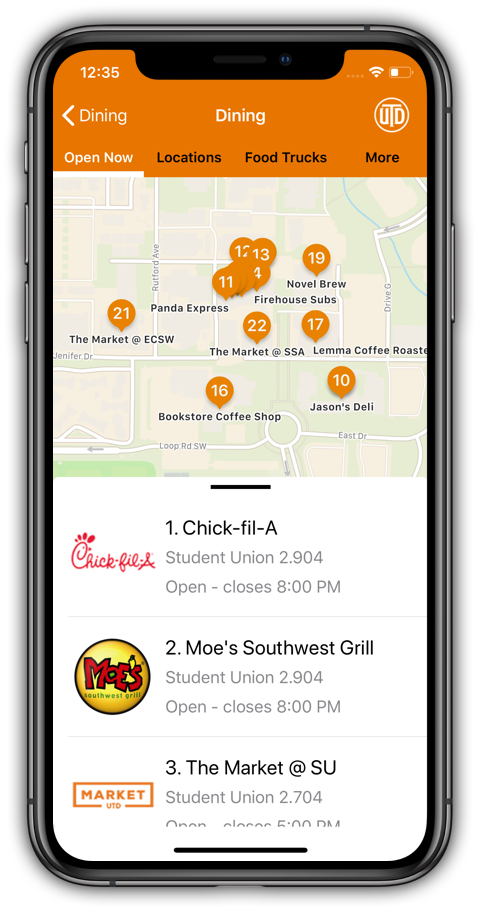 12:35
Dining
Dining
UTD
Open Now
Locations
Food Trucks
More
Rutford Ave
12
13
19
11
4
Novel Brew
Panda Express
Firehouse Subs
Drive G
21
22
17
The Market @ ECSW
The Market @ SSA
Lemma Coffee Roaste
Jenifer Dr
16
10
Jason's Deli
Bookstore Coffee Shop
East Dr
Loop Rd SW
Chick-fil-A
1. Chick-fil-A
Student Union 2.904
Open - closes 8:00 PM
MOE'S
southwest grill
2. Moe's Southwest Grill
Student Union 2.904
Open - closes 8:00 PM
MARKET
UTD
3. The Market @ SU
Student Union 2.704
Open - closes 5:00 PM